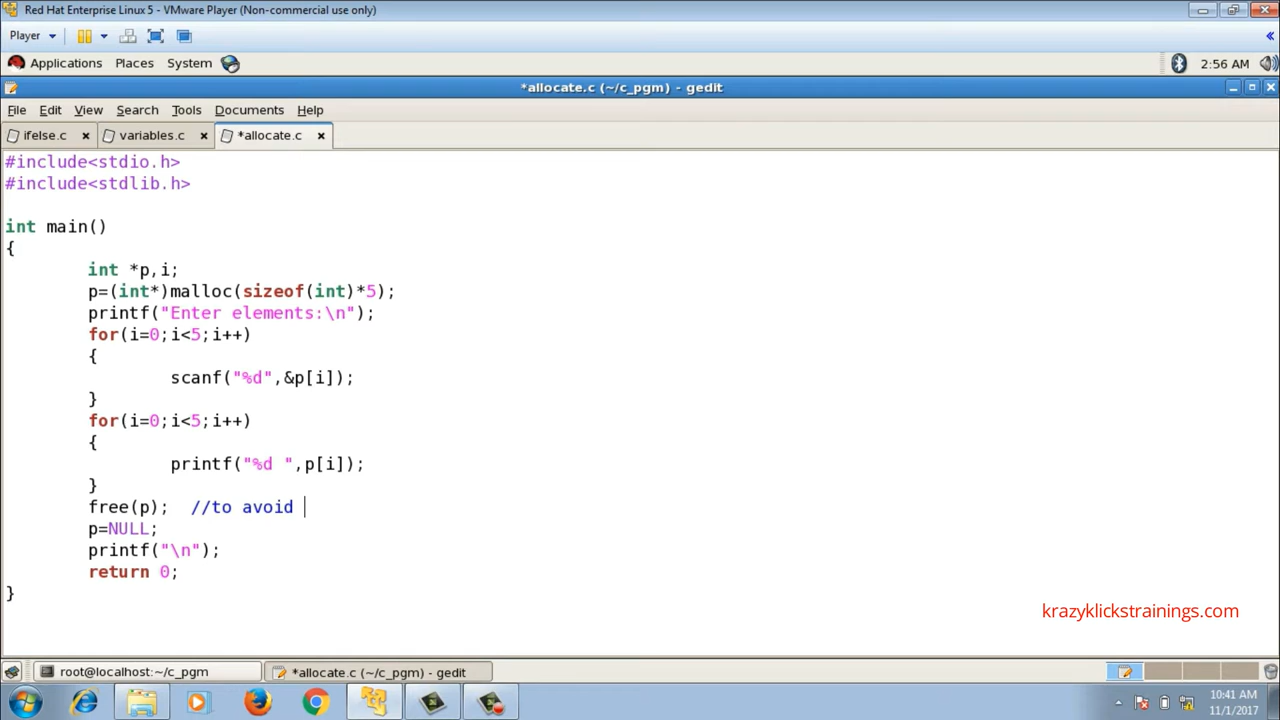 Red Hat Enterprise Linux 5 - VMware Player (Non-commercial use only)
Player
Applications Places System 2:56 AM
*allocate.c (~/c_pgm) - gedit
File Edit View Search Tools Documents Help
ifelse.c variables.c *allocate.c
#include<stdio.h>
#include<stdlib.h>
int main()
{
int *p,i;
p=(int*)malloc(sizeof(int)*5);
printf("Enter elements:\n");
for(i=0;i<5;i++)
{
scanf("%d",&p[i]);
}
for(i=0;i<5;i++)
{
printf("%d ",p[i]);
}
free(p); //to avoid
p=NULL;
printf("\n");
return 0;
}
krazyklickstrainings.com
root@localhost:~/c_pgm *allocate.c (~/c_pgm) - gedit
10:41 AM
11/1/2017